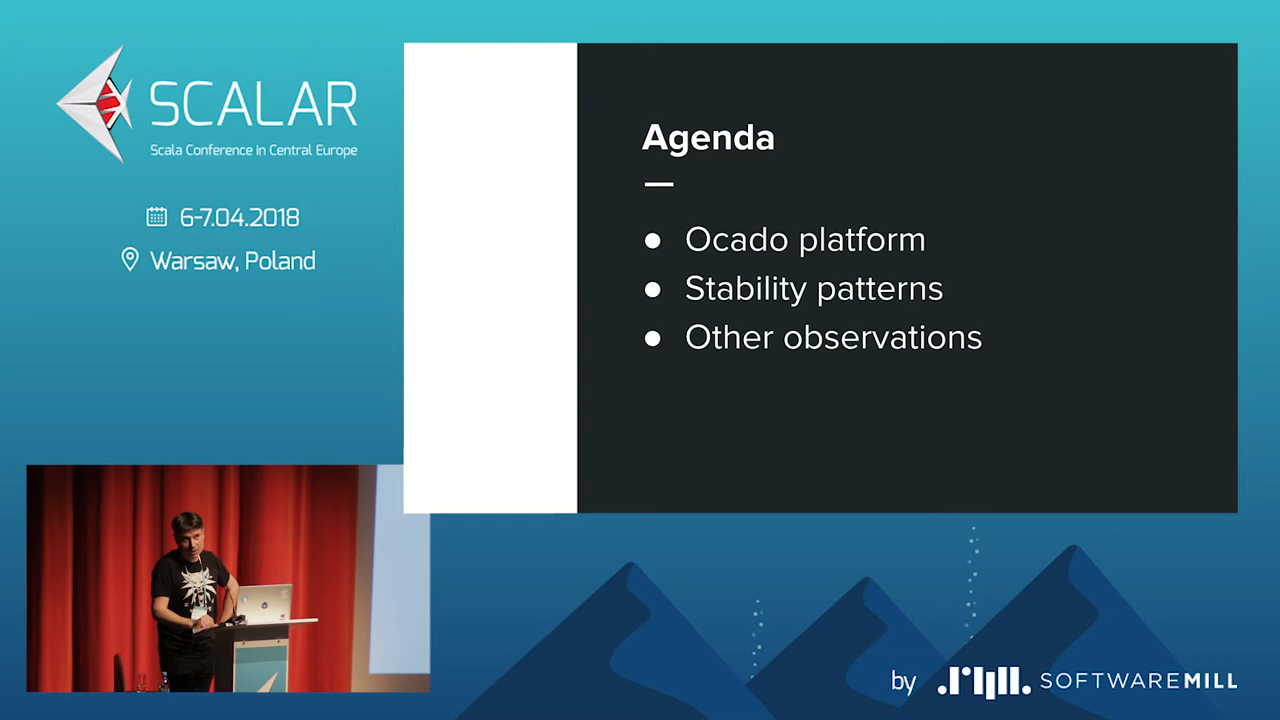 SCALAR
Scala Conference in Central Europe
6-7.04.2018
Warsaw, Poland
Agenda
Ocado platform
Stability patterns
Other observations
by SOFTWAREMILL